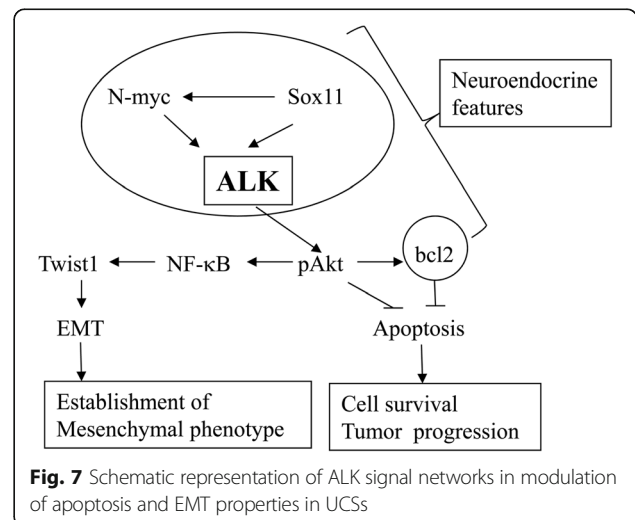 N-myc
Sox11
Neuroendocrine
features
ALK
Twist1
NF-κB
pAkt
bcl2
EMT
Apoptosis
Establishment of
Mesenchymal phenotype
Cell survival
Tumor progression
Fig. 7 Schematic representation of ALK signal networks in modulation
of apoptosis and EMT properties in UCSs